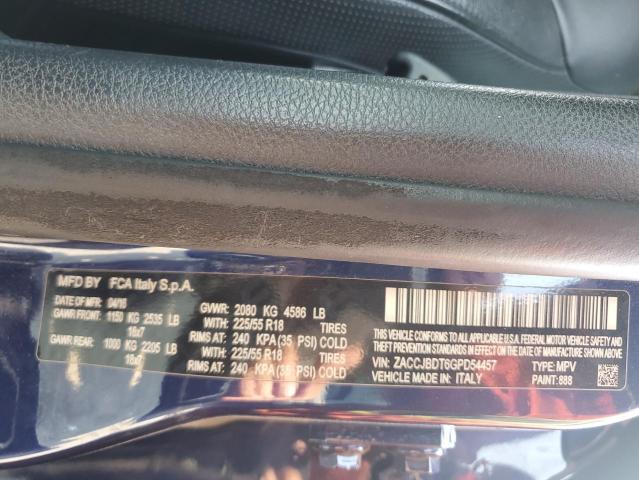 MFD BY FCA Italy S.p.A.
DATE OF MFR: 04/16 GVWR: 2080 KG 4586 LB
GAWR FRONT: 1150 KG 2535 LB WITH: 225/55 R18 TIRES
18x7 RIMS AT: 240 KPA (35 PSI) COLD
GAWR REAR: 1000 KG 2205 LB WITH: 225/55 R18 TIRES
18x7 RIMS AT: 240 KPA (35 PSI) COLD
THIS VEHICLE CONFORMS TO ALL APPLICABLE U.S.A. FEDERAL MOTOR VEHICLE SAFETY AND
THEFT PREVENTION STANDARDS IN EFFECT ON THE DATE OF MANUFACTURE SHOWN ABOVE.
VIN: ZACCJBDT6GPD54457 TYPE: MPV
VEHICLE MADE IN: ITALY PAINT: 888